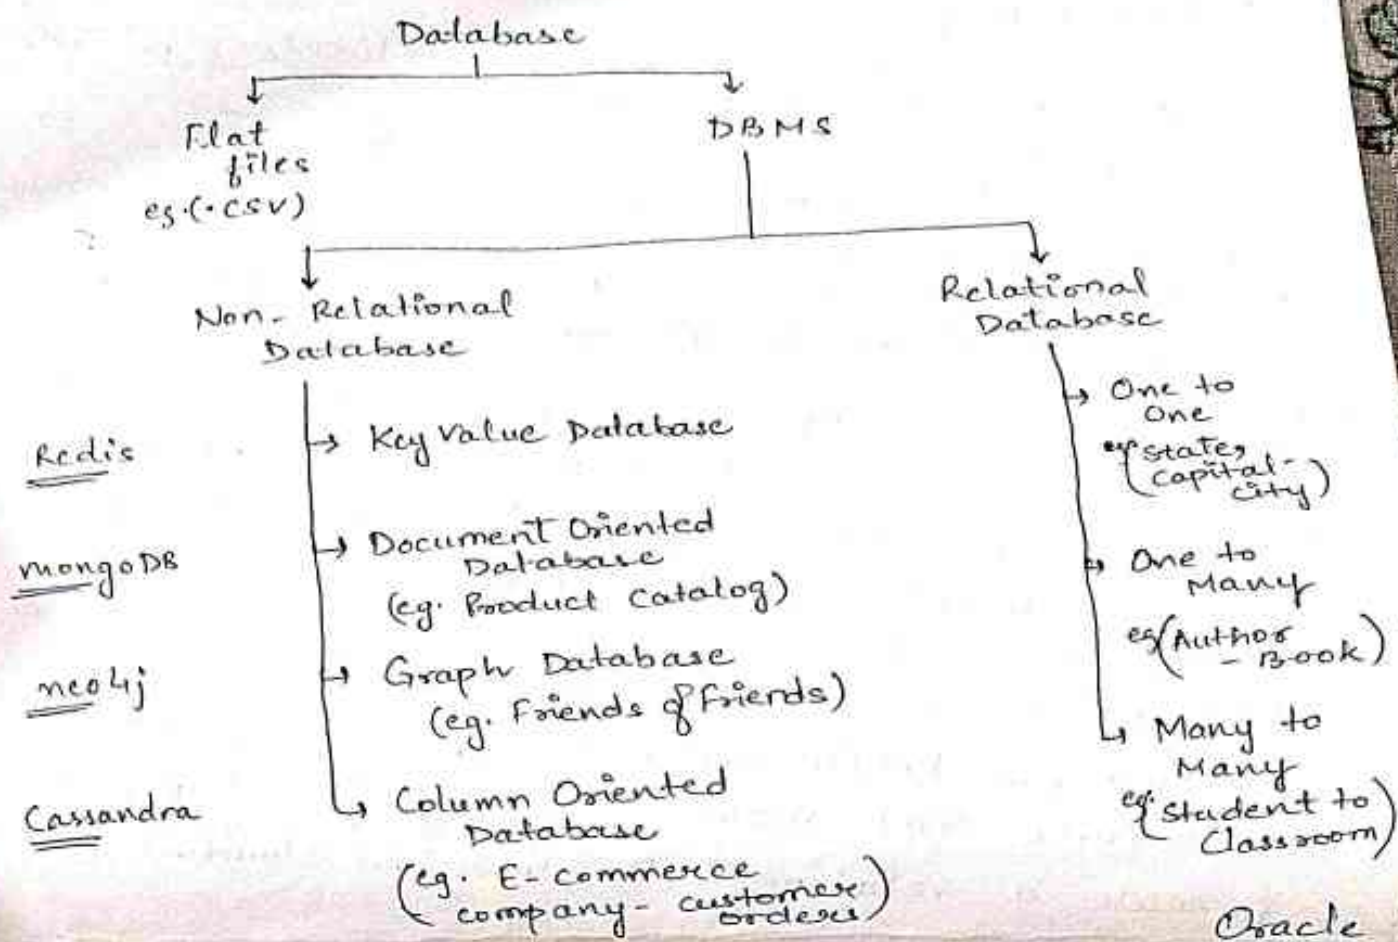 Database
Flat
files
eg.(.csv)
DBMS
Non-Relational
Database
Relational
Database
Redis
Key Value Database
mongoDB
Document Oriented
Database
(eg. Product Catalog)
neo4j
Graph Database
(eg. Friends of Friends)
Cassandra
Column Oriented
Database
(eg. E-commerce
company- customer
orders)
One to
One
eg(State,
Capital-
city)
One to
Many
eg(Author
- Book)
Many to
Many
eg.(Student to
Classroom)
Oracle